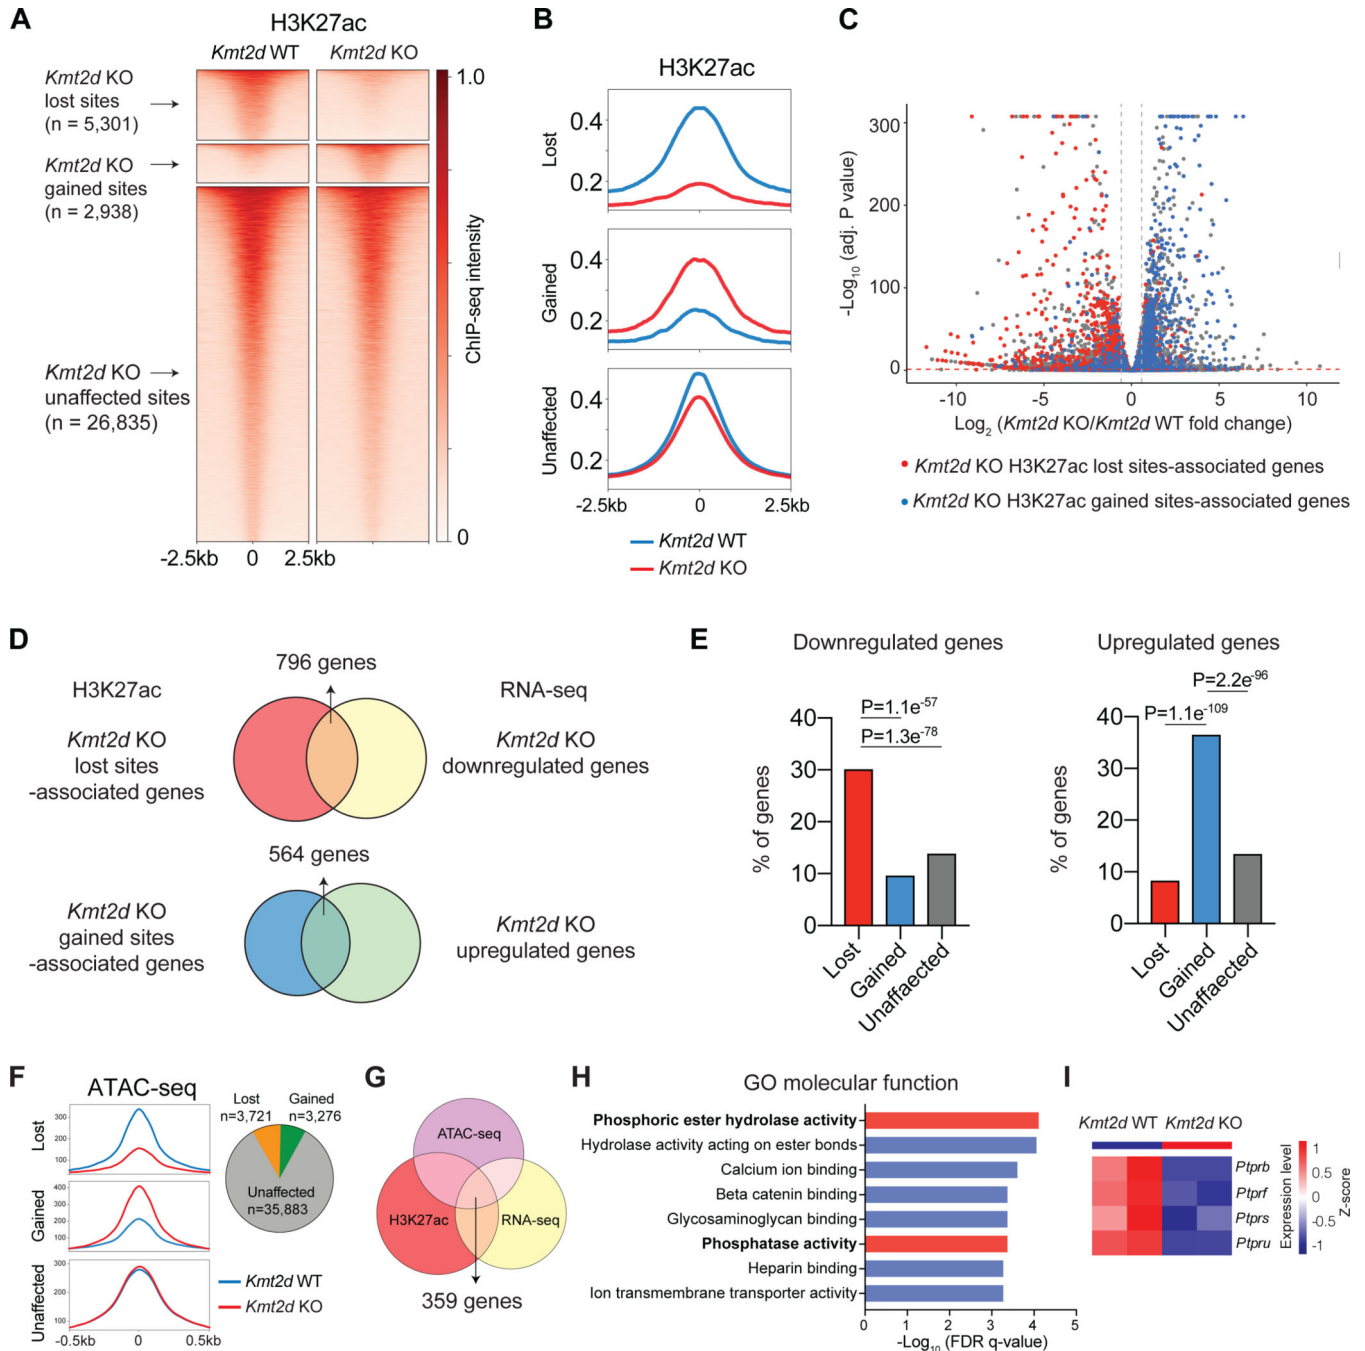 A
H3K27ac
Kmt2d WT Kmt2d KO
Kmt2d KO
lost sites
(n = 5,301)
Kmt2d KO
gained sites
(n = 2,938)
Kmt2d KO
unaffected sites
(n = 26,835)
1.0
ChIP-seq intensity
0
-2.5kb 0 2.5kb
B
H3K27ac
Lost
0.4
0.2
Gained
0.4
0.2
Unaffected
0.4
0.2
-2.5kb 0 2.5kb
Kmt2d WT
Kmt2d KO
C
-Log10 (adj. P value)
300
200
100
0
-10 -5 0 5 10
Log2 (Kmt2d KO/Kmt2d WT fold change)
Kmt2d KO H3K27ac lost sites-associated genes
Kmt2d KO H3K27ac gained sites-associated genes
D
796 genes
H3K27ac
RNA-seq
Kmt2d KO
lost sites
-associated genes
Kmt2d KO
downregulated genes
564 genes
Kmt2d KO
gained sites
-associated genes
Kmt2d KO
upregulated genes
E
Downregulated genes
P=1.1e-57
P=1.3e-78
% of genes
40
30
20
10
0
Lost
Gained
Unaffaected
Upregulated genes
P=2.2e-96
P=1.1e-109
% of genes
40
30
20
10
0
Lost
Gained
Unaffaected
F
ATAC-seq
Lost
300
200
100
Gained
400
300
200
100
Unaffected
300
200
100
-0.5kb 0 0.5kb
Lost
n=3,721
Gained
n=3,276
Unaffected
n=35,883
Kmt2d WT
Kmt2d KO
G
ATAC-seq
H3K27ac
RNA-seq
359 genes
H
GO molecular function
Phosphoric ester hydrolase activity
Hydrolase activity acting on ester bonds
Calcium ion binding
Beta catenin binding
Glycosaminoglycan binding
Phosphatase activity
Heparin binding
Ion transmembrane transporter activity
0 1 2 3 4 5
-Log10 (FDR q-value)
I
Kmt2d WT Kmt2d KO
Ptprb
Ptprf
Ptprs
Ptpru
Expression level
1
0.5
0
-0.5
-1
Z-score